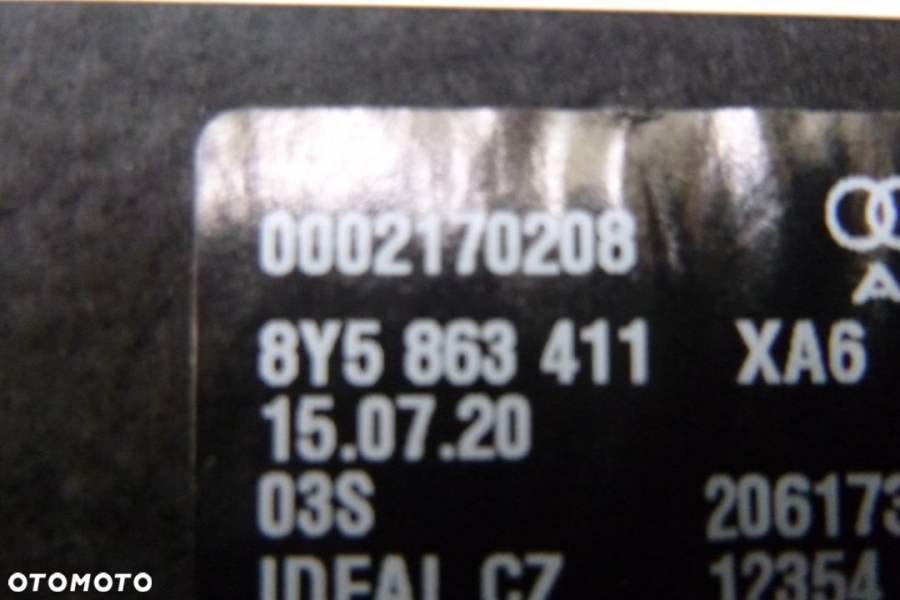 0002170208
8Y5 863 411 XA6
15.07.20
03S 206173
IDEAL CZ 12354
OTOMOTO